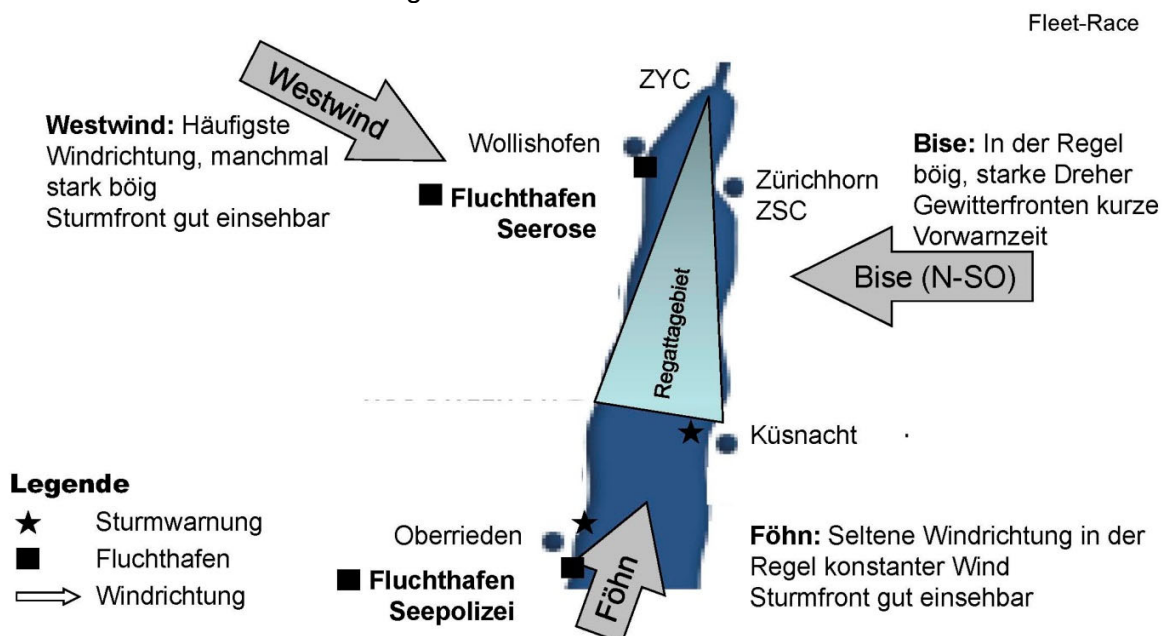 Fleet-Race
ZYC
Westwind
Westwind: Häufigste
Windrichtung, manchmal
stark böig
Sturmfront gut einsehbar
Wollishofen
Fluchthafen
Seerose
Zürichhorn
ZSC
Bise: In der Regel
böig, starke Dreher
Gewitterfronten kurze
Vorwarnzeit
Bise (N-SO)
Regattagebiet
Küsnacht
Legende
Sturmwarnung
Fluchthafen
Windrichtung
Oberrieden
Fluchthafen
Seepolizei
Föhn
Föhn: Seltene Windrichtung in der
Regel konstanter Wind
Sturmfront gut einsehbar